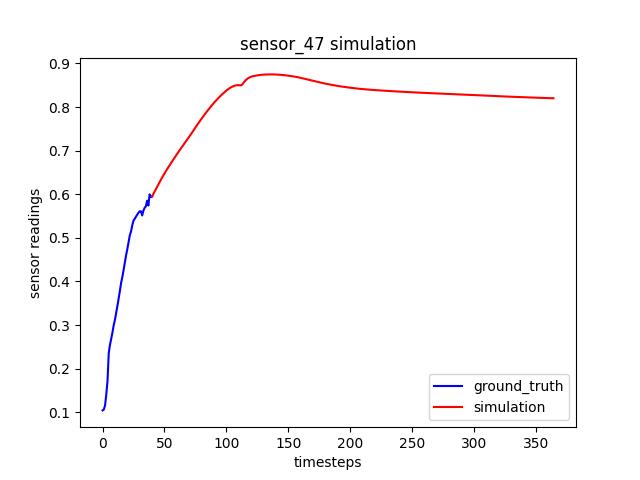 sensor_47 simulation
0.9
0.8
0.7
0.6
0.5
0.4
0.3
0.2
0.1
sensor readings
0 50 100 150 200 250 300 350
timesteps
ground_truth
simulation